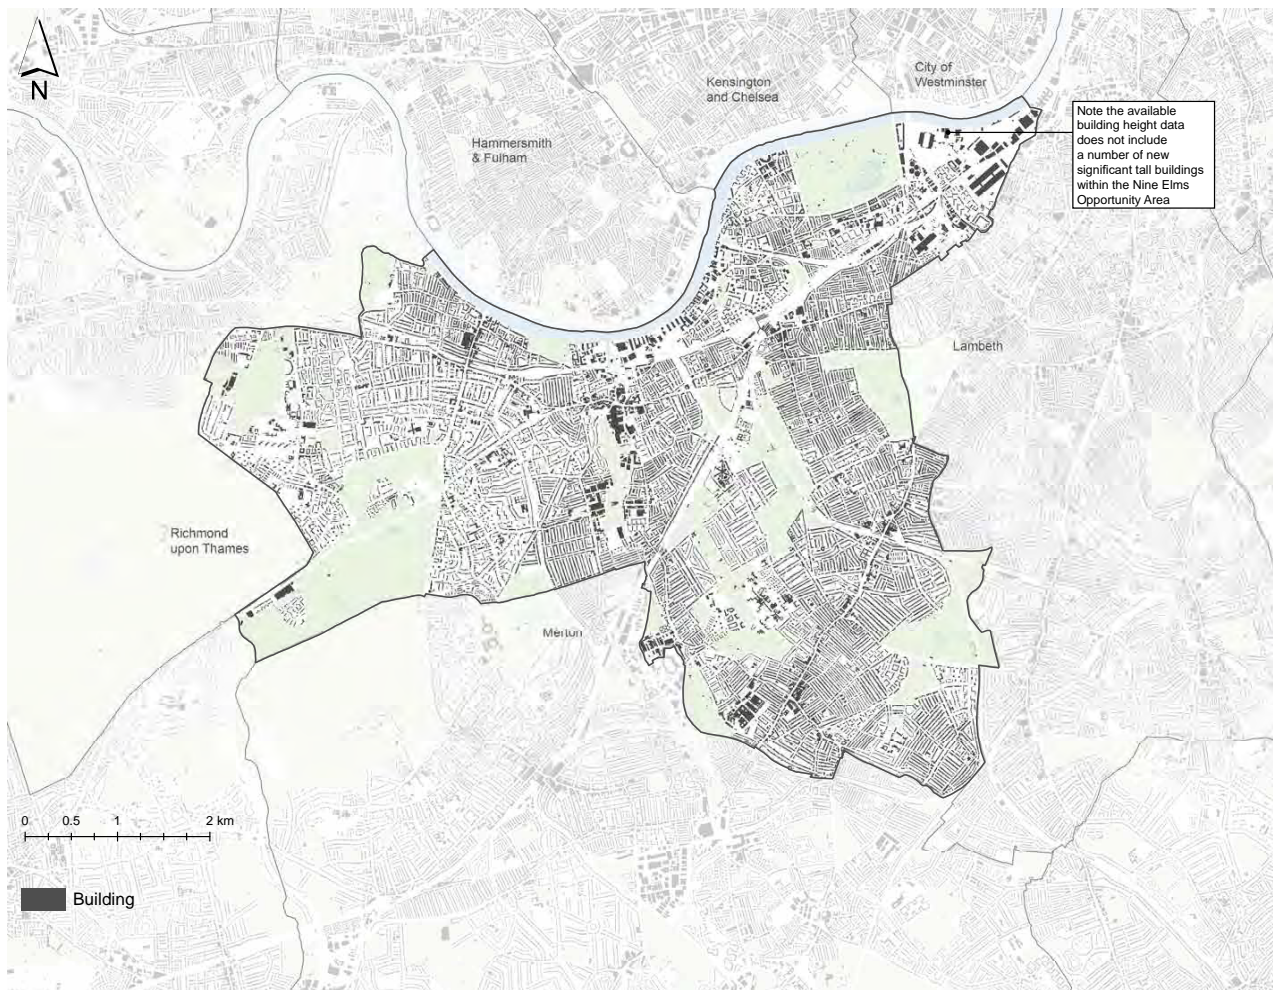 N
City of
Westminster
Kensington
and Chelsea
Note the available
building height data
does not include
a number of new
significant tall buildings
within the Nine Elms
Opportunity Area
Hammersmith
& Fulham
Lambeth
Richmond
upon Thames
Merton
0 0.5 1 2 km
Building